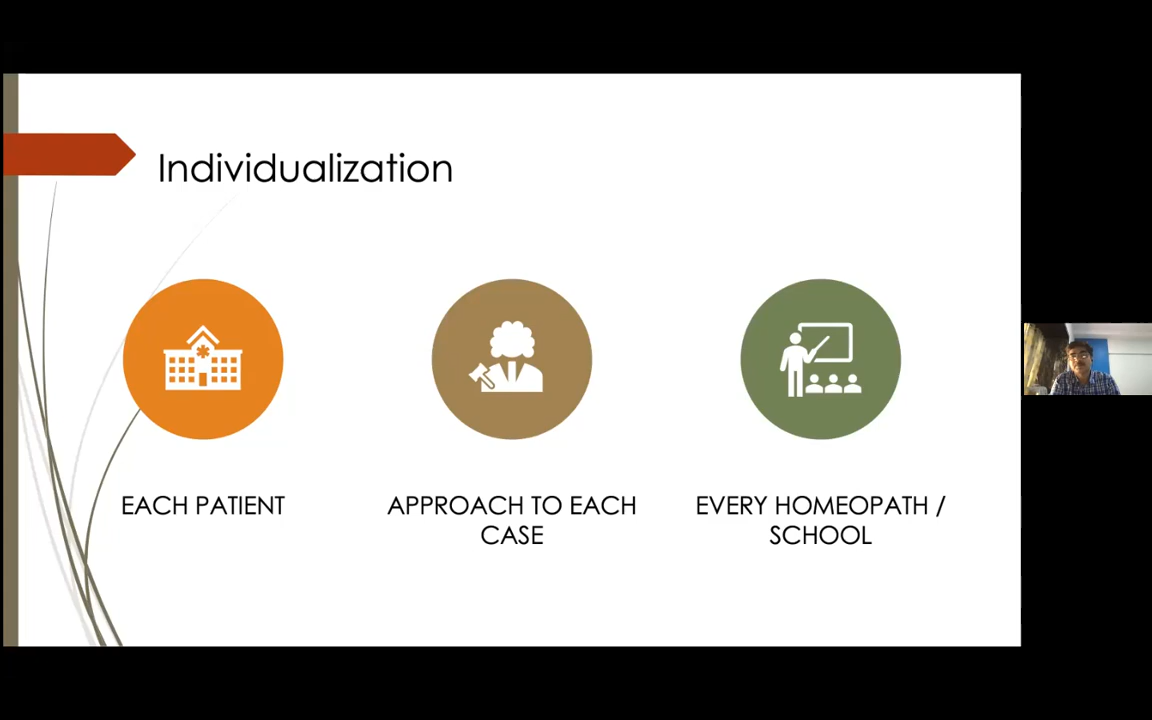 Individualization
EACH PATIENT
APPROACH TO EACH
CASE
EVERY HOMEOPATH /
SCHOOL